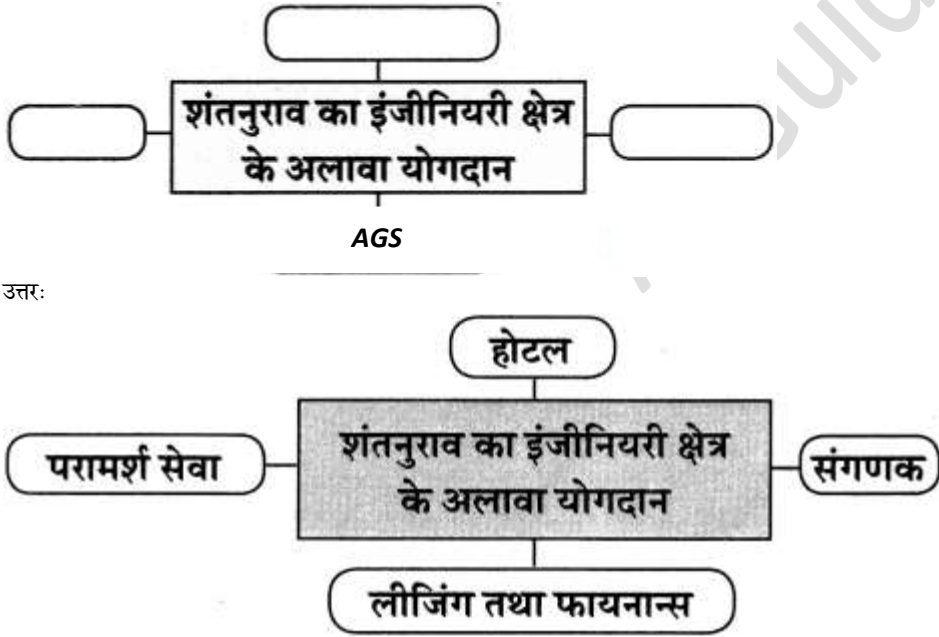 शंतनुराव का इंजीनियरी क्षेत्र
के अलावा योगदान
AGS
उत्तरः
होटल
परामर्श सेवा
शंतनुराव का इंजीनियरी क्षेत्र
के अलावा योगदान
संगणक
लीजिंग तथा फायनान्स